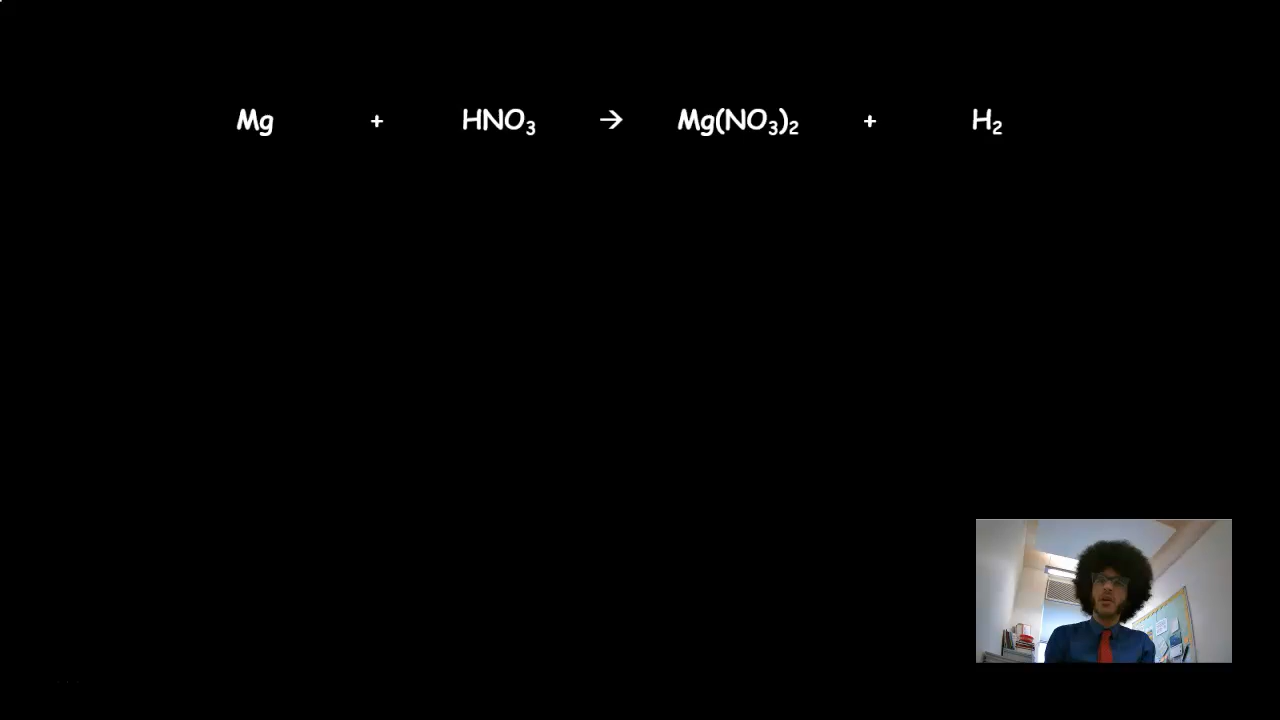 Mg + HNO₃ → Mg(NO₃)₂ + H₂